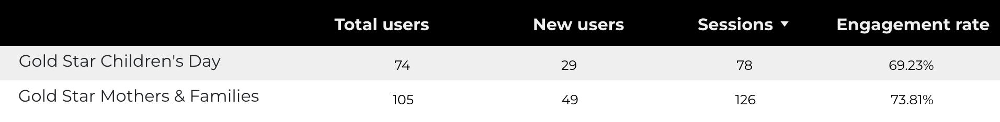 Total users New users Sessions ▼ Engagement rate
Gold Star Children's Day 74 29 78 69.23%
Gold Star Mothers & Families 105 49 126 73.81%